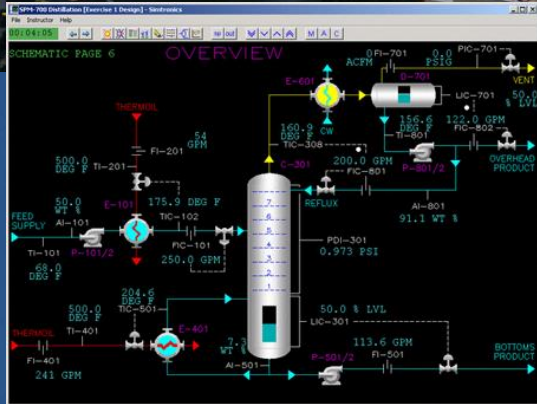 SPM-700 Distillation [Exercise 1 Design] - Simtronics
File Instructor Help
00:04:05
M A C
SCHEMATIC PAGE 6
OVERVIEW
0 FI-701
ACFM
0.0
PSIG
PIC-701
VENT
E-601
D-701
LIC-701
50.0
% LVL
CW
156.6
DEG F
TI-801
122.0 GPM
FIC-802
160.9
DEG F
TIC-308
C-301
P-801/2
OVERHEAD
PRODUCT
200.0 GPM
FIC-801
REFLUX
AI-801
91.1 WT %
THERMOIL
54
GPM
FI-201
500.0
DEG F
TI-201
50.0
WT %
E-101
175.9 DEG F
TIC-102
FEED
SUPPLY
AI-101
FIC-101
TI-101
P-101/2
250.0 GPM
68.0
DEG F
7
6
5
4
3
2
1
PDI-301
0.973 PSI
500.0
DEG F
204.6
DEG F
TIC-501
E-401
THERMOIL
TI-401
FI-401
241 GPM
50.0 % LVL
LIC-301
7.3
WT %
AI-501
113.6 GPM
P-501/2
FI-501
BOTTOMS
PRODUCT